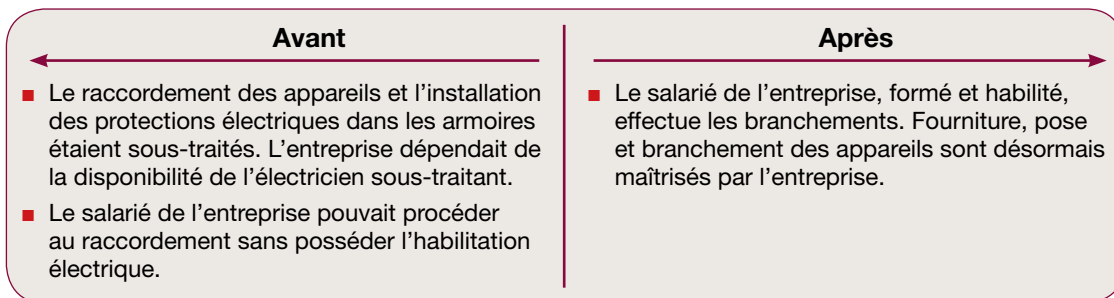 Avant
Le raccordement des appareils et l’installation
des protections électriques dans les armoires
étaient sous-traités. L’entreprise dépendait de
la disponibilité de l’électricien sous-traitant.
Le salarié de l’entreprise pouvait procéder
au raccordement sans posséder l’habilitation
électrique.
Après
Le salarié de l’entreprise, formé et habilité,
effectue les branchements. Fourniture, pose
et branchement des appareils sont désormais
maîtrisés par l’entreprise.